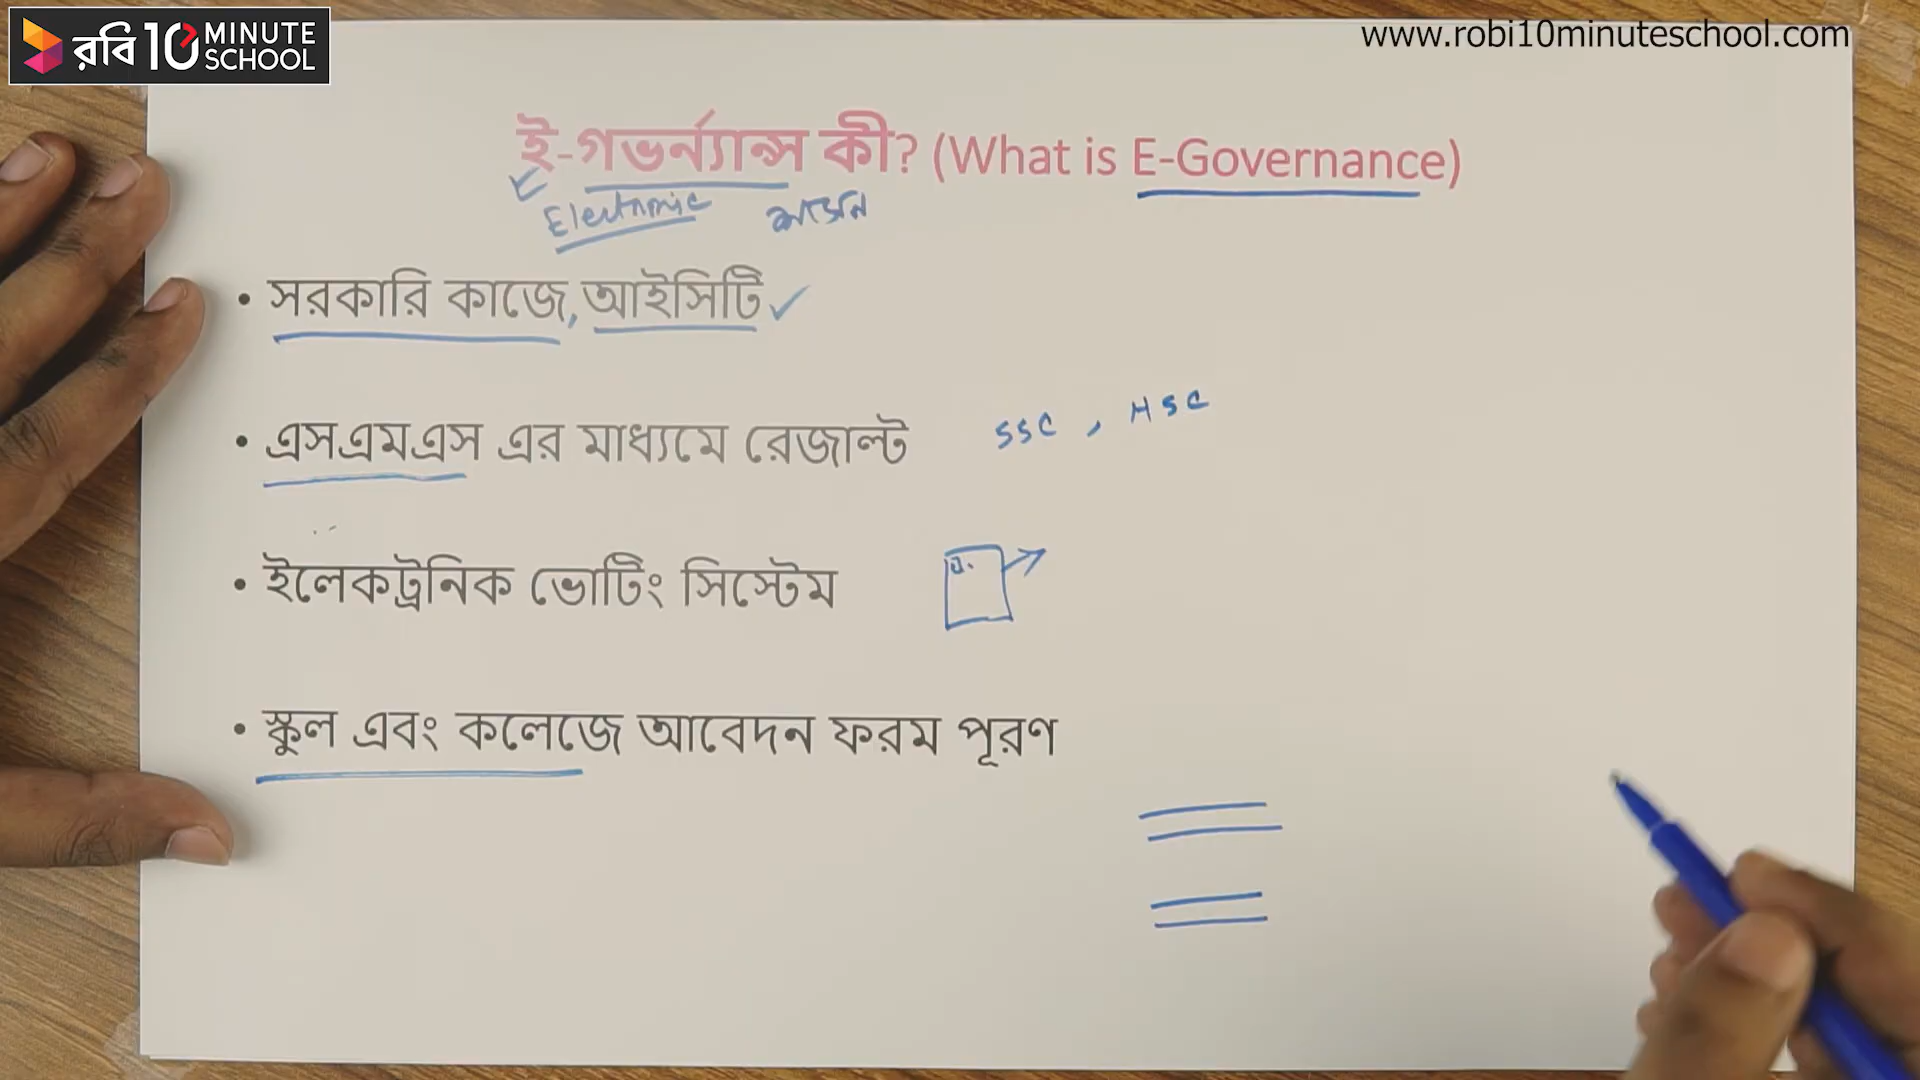 রবি 10 MINUTE SCHOOL
www.robi10minuteschool.com
ই-গভর্ন্যান্স কী? (What is E-Governance)
Electronic
• সরকারি কাজে, আইসিটি
• এসএমএস এর মাধ্যমে রেজাল্ট SSC, HSC
• ইলেকট্রনিক ভোটিং সিস্টেম
• স্কুল এবং কলেজে আবেদন ফরম পূরণ